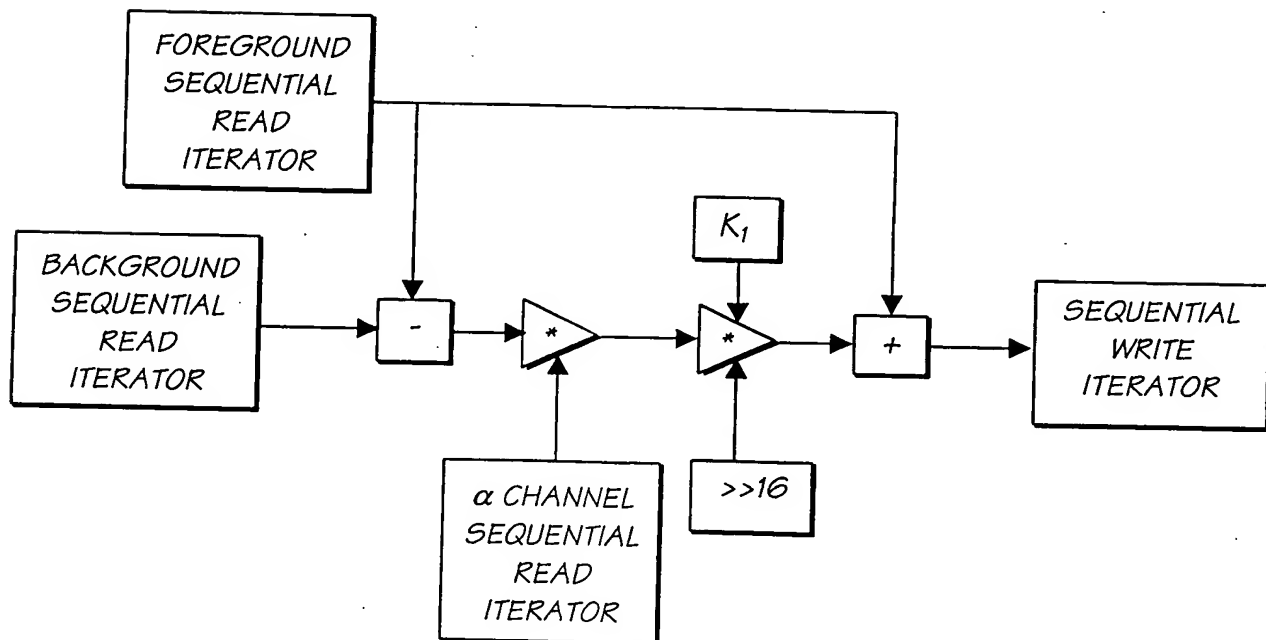 FOREGROUND
SEQUENTIAL
READ
ITERATOR
BACKGROUND
SEQUENTIAL
READ
ITERATOR
-
*
K1
*
+
SEQUENTIAL
WRITE
ITERATOR
α CHANNEL
SEQUENTIAL
READ
ITERATOR
>>16